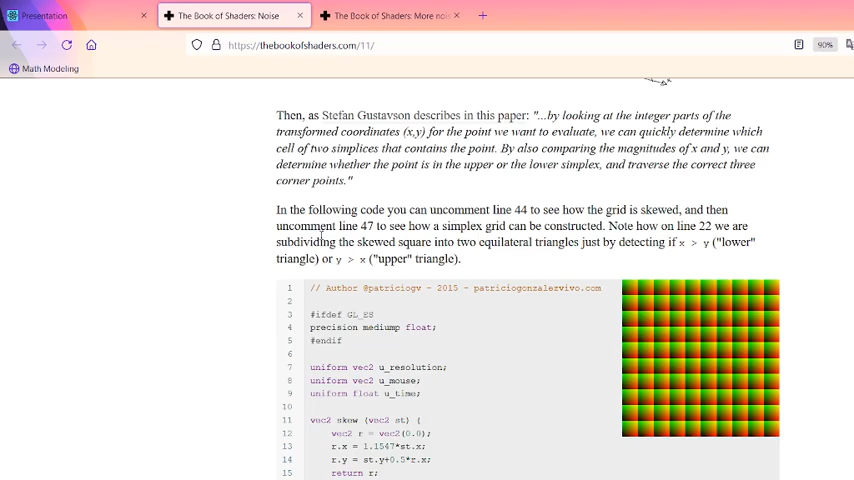 Presentation
The Book of Shaders: Noise
The Book of Shaders: More noi
https://thebookofshaders.com/11/
90%
Math Modeling
Then, as Stefan Gustavson describes in this paper: "...by looking at the integer parts of the
transformed coordinates (x,y) for the point we want to evaluate, we can quickly determine which
cell of two simplices that contains the point. By also comparing the magnitudes of x and y, we can
determine whether the point is in the upper or the lower simplex, and traverse the correct three
corner points."
In the following code you can uncomment line 44 to see how the grid is skewed, and then
uncomment line 47 to see how a simplex grid can be constructed. Note how on line 22 we are
subdividing the skewed square into two equilateral triangles just by detecting if x > y ("lower"
triangle) or y > x ("upper" triangle).
1 // Author @patriciogv - 2015 - patriciogonzalezvivo.com
2
3 #ifdef GL_ES
4 precision mediump float;
5 #endif
6
7 uniform vec2 u_resolution;
8 uniform vec2 u_mouse;
9 uniform float u_time;
10
11 vec2 skew (vec2 st) {
12 vec2 r = vec2(0.0);
13 r.x = 1.1547*st.x;
14 r.y = st.y+0.5*r.x;
15 return r;